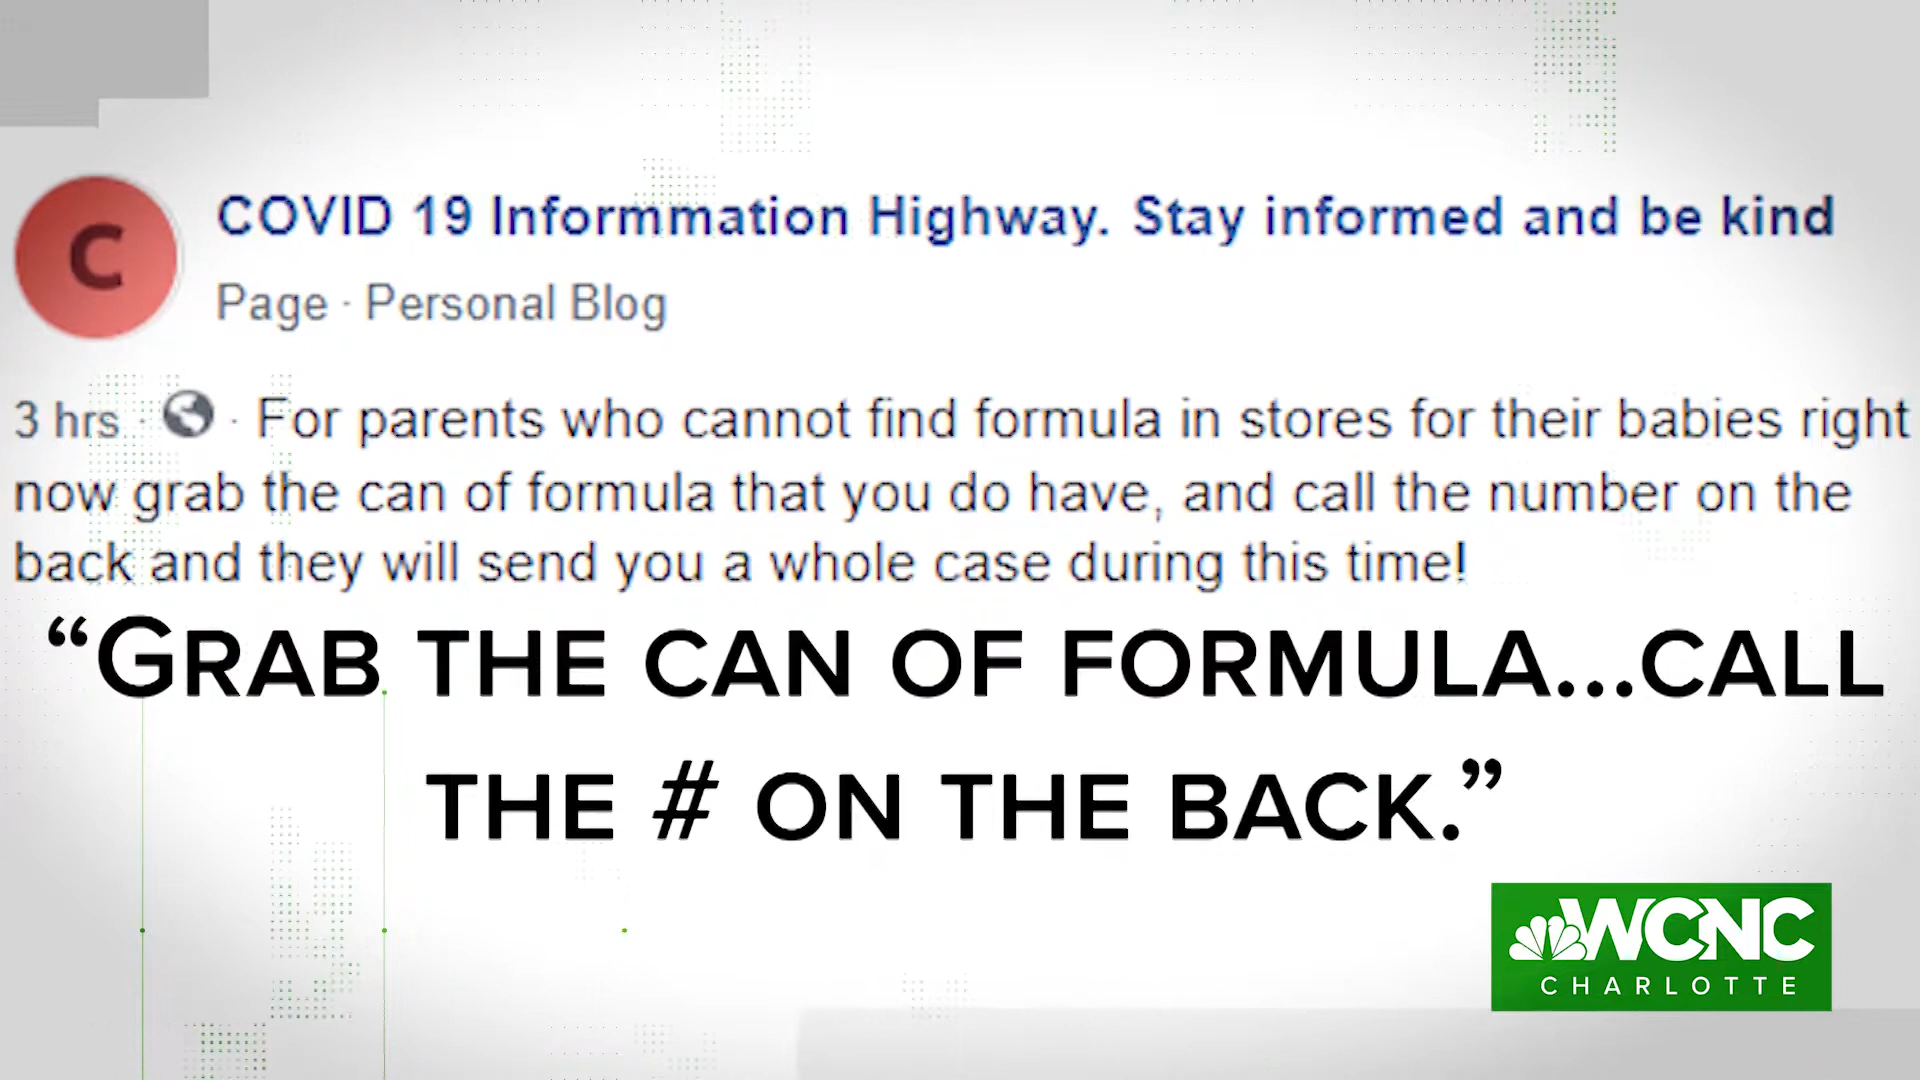 C
COVID 19 Informmation Highway. Stay informed and be kind
Page · Personal Blog
3 hrs · · For parents who cannot find formula in stores for their babies right
now grab the can of formula that you do have, and call the number on the
back and they will send you a whole case during this time!
“GRAB THE CAN OF FORMULA...CALL
THE # ON THE BACK.”
WCNC
CHARLOTTE